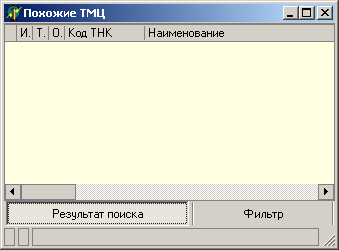 Похожие ТМЦ
И. Т. О. Код ТНК Наименование
Результат поиска Фильтр